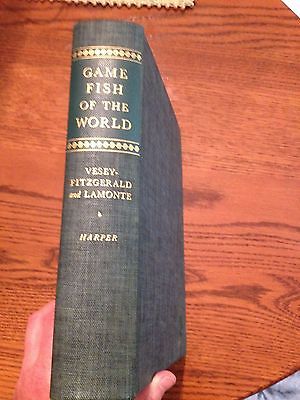 GAME
FISH
OF THE
WORLD
VESEY-
FITZGERALD
and LAMONTE
HARPER